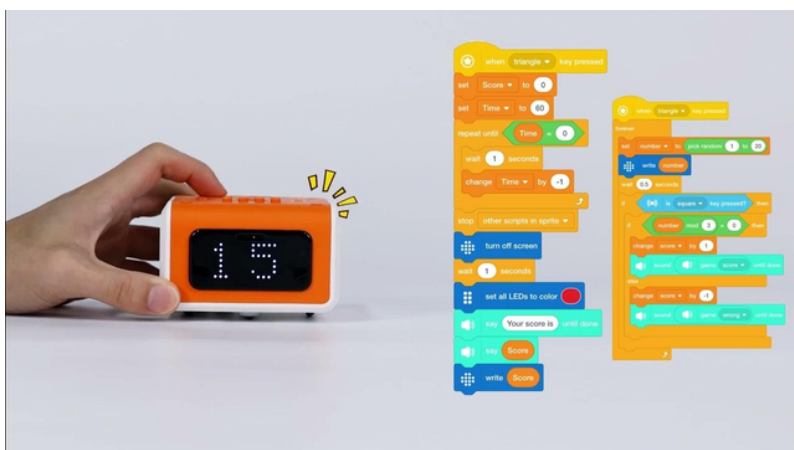 15
when triangle key pressed
set Score to 0
set Time to 60
repeat until Time = 0
wait 1 seconds
change Time by -1
stop other scripts in sprite
turn off screen
wait 1 seconds
set all LEDs to color
say Your score is until done
say Score
write Score
when triangle key pressed
forever
set number to pick random 1 to 20
write number
wait 0.5 seconds
if is square key pressed? then
if number mod 3 = 0 then
change score by 1
sound game score until done
else
change score by -1
sound game wrong until done